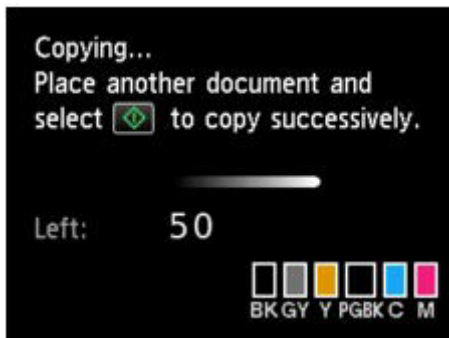 Copying...
Place another document and
select to copy successively.
Left: 50
BK GY Y PGBK C M